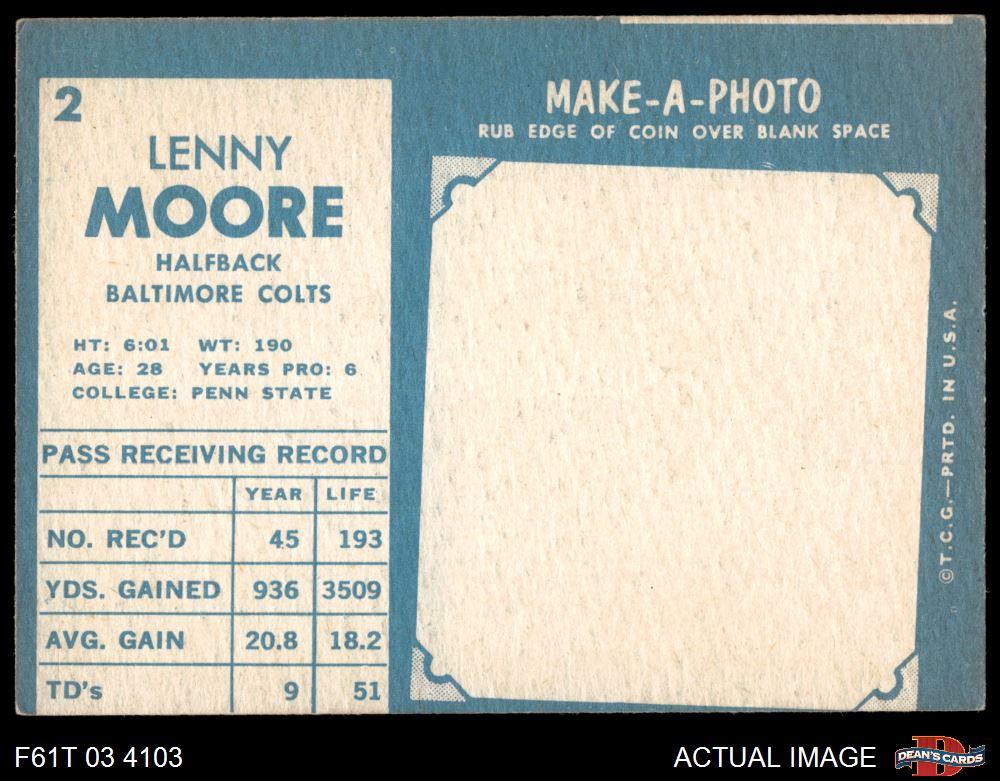 2
LENNY
MOORE
HALFBACK
BALTIMORE COLTS
HT: 6:01 WT: 190
AGE: 28 YEARS PRO: 6
COLLEGE: PENN STATE
PASS RECEIVING RECORD
YEAR LIFE
NO. REC'D 45 193
YDS. GAINED 936 3509
AVG. GAIN 20.8 18.2
TD's 9 51
MAKE-A-PHOTO
RUB EDGE OF COIN OVER BLANK SPACE
©T.C.G.—PRTD. IN U.S.A.
F61T 03 4103
ACTUAL IMAGE
D
DEAN'S CARDS